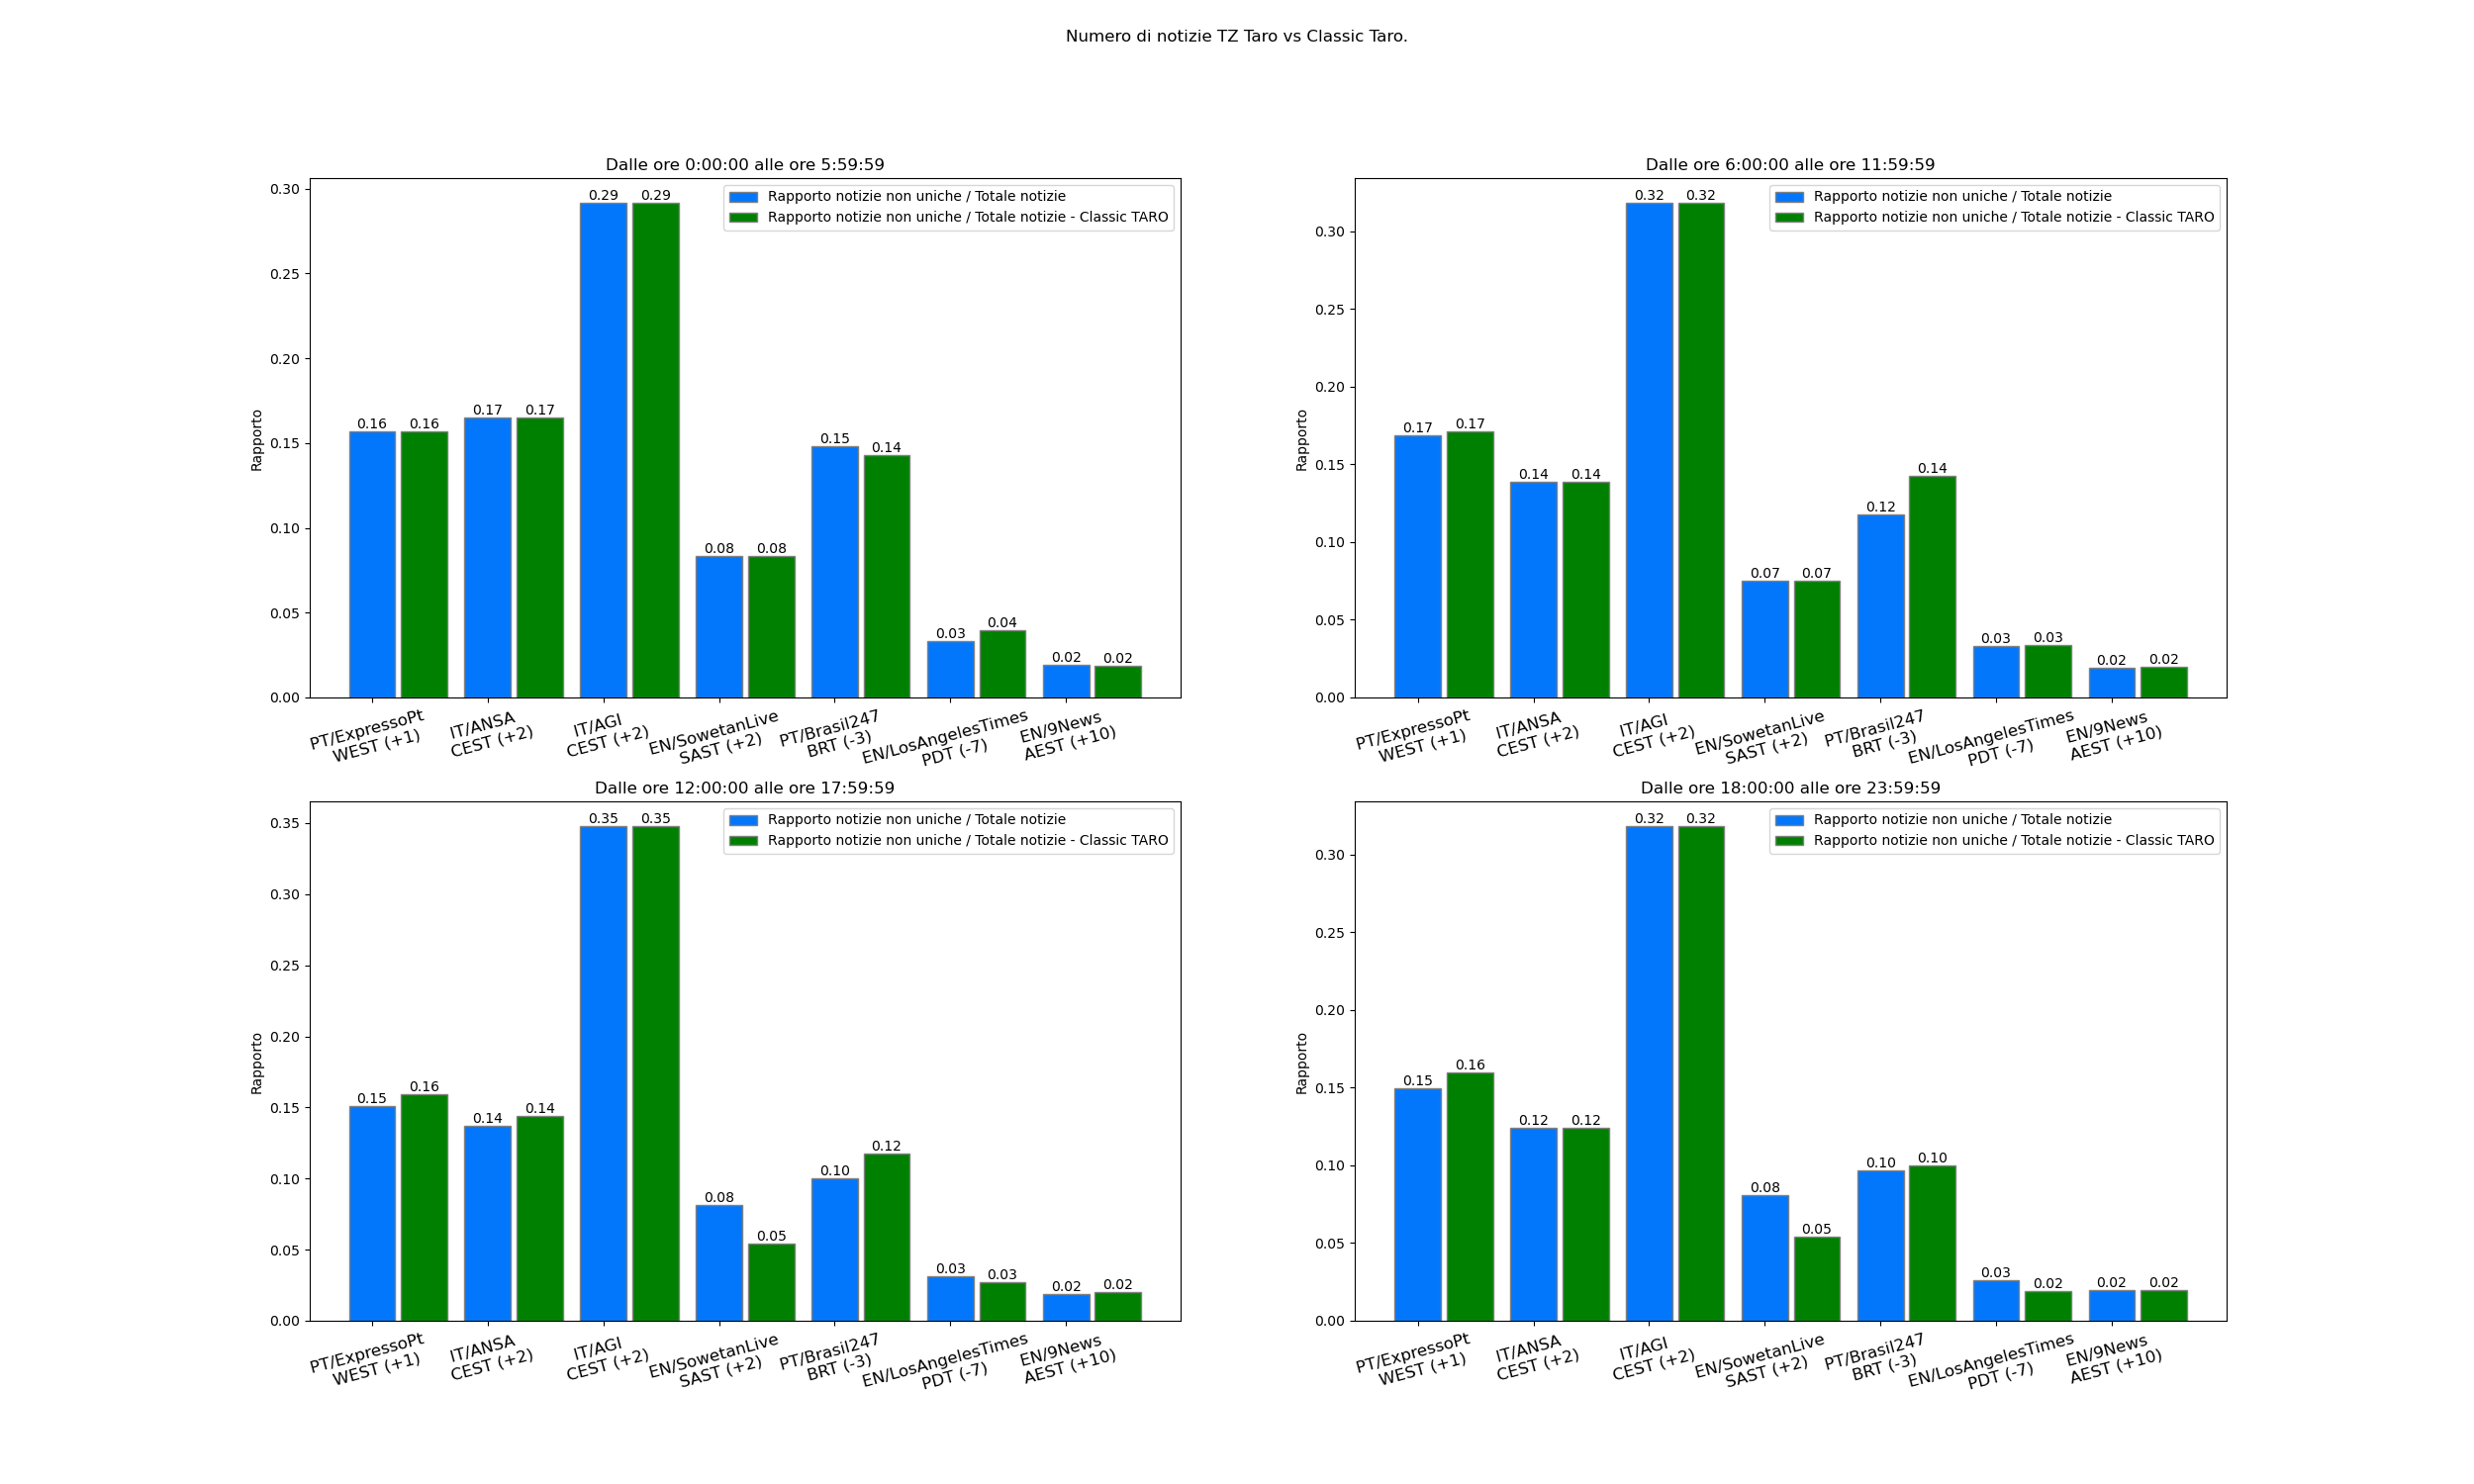 Numero di notizie TZ Taro vs Classic Taro.
Dalle ore 0:00:00 alle ore 5:59:59
Rapporto notizie non uniche / Totale notizie
Rapporto notizie non uniche / Totale notizie - Classic TARO
Rapporto
0.30
0.25
0.20
0.15
0.10
0.05
0.00
0.16 0.16 0.17 0.17 0.29 0.29 0.08 0.08 0.15 0.14 0.03 0.04 0.02 0.02
PT/ExpressoPt
WEST (+1)
IT/ANSA
CEST (+2)
IT/AGI
CEST (+2)
EN/SowetanLive
SAST (+2)
PT/Brasil247
BRT (-3)
EN/LosAngelesTimes
PDT (-7)
EN/9News
AEST (+10)
Dalle ore 6:00:00 alle ore 11:59:59
Rapporto notizie non uniche / Totale notizie
Rapporto notizie non uniche / Totale notizie - Classic TARO
Rapporto
0.30
0.25
0.20
0.15
0.10
0.05
0.00
0.17 0.17 0.14 0.14 0.32 0.32 0.07 0.07 0.12 0.14 0.03 0.03 0.02 0.02
PT/ExpressoPt
WEST (+1)
IT/ANSA
CEST (+2)
IT/AGI
CEST (+2)
EN/SowetanLive
SAST (+2)
PT/Brasil247
BRT (-3)
EN/LosAngelesTimes
PDT (-7)
EN/9News
AEST (+10)
Dalle ore 12:00:00 alle ore 17:59:59
Rapporto notizie non uniche / Totale notizie
Rapporto notizie non uniche / Totale notizie - Classic TARO
Rapporto
0.35
0.30
0.25
0.20
0.15
0.10
0.05
0.00
0.15 0.16 0.14 0.14 0.35 0.35 0.08 0.05 0.10 0.12 0.03 0.03 0.02 0.02
PT/ExpressoPt
WEST (+1)
IT/ANSA
CEST (+2)
IT/AGI
CEST (+2)
EN/SowetanLive
SAST (+2)
PT/Brasil247
BRT (-3)
EN/LosAngelesTimes
PDT (-7)
EN/9News
AEST (+10)
Dalle ore 18:00:00 alle ore 23:59:59
Rapporto notizie non uniche / Totale notizie
Rapporto notizie non uniche / Totale notizie - Classic TARO
Rapporto
0.30
0.25
0.20
0.15
0.10
0.05
0.00
0.15 0.16 0.12 0.12 0.32 0.32 0.08 0.05 0.10 0.10 0.03 0.02 0.02 0.02
PT/ExpressoPt
WEST (+1)
IT/ANSA
CEST (+2)
IT/AGI
CEST (+2)
EN/SowetanLive
SAST (+2)
PT/Brasil247
BRT (-3)
EN/LosAngelesTimes
PDT (-7)
EN/9News
AEST (+10)